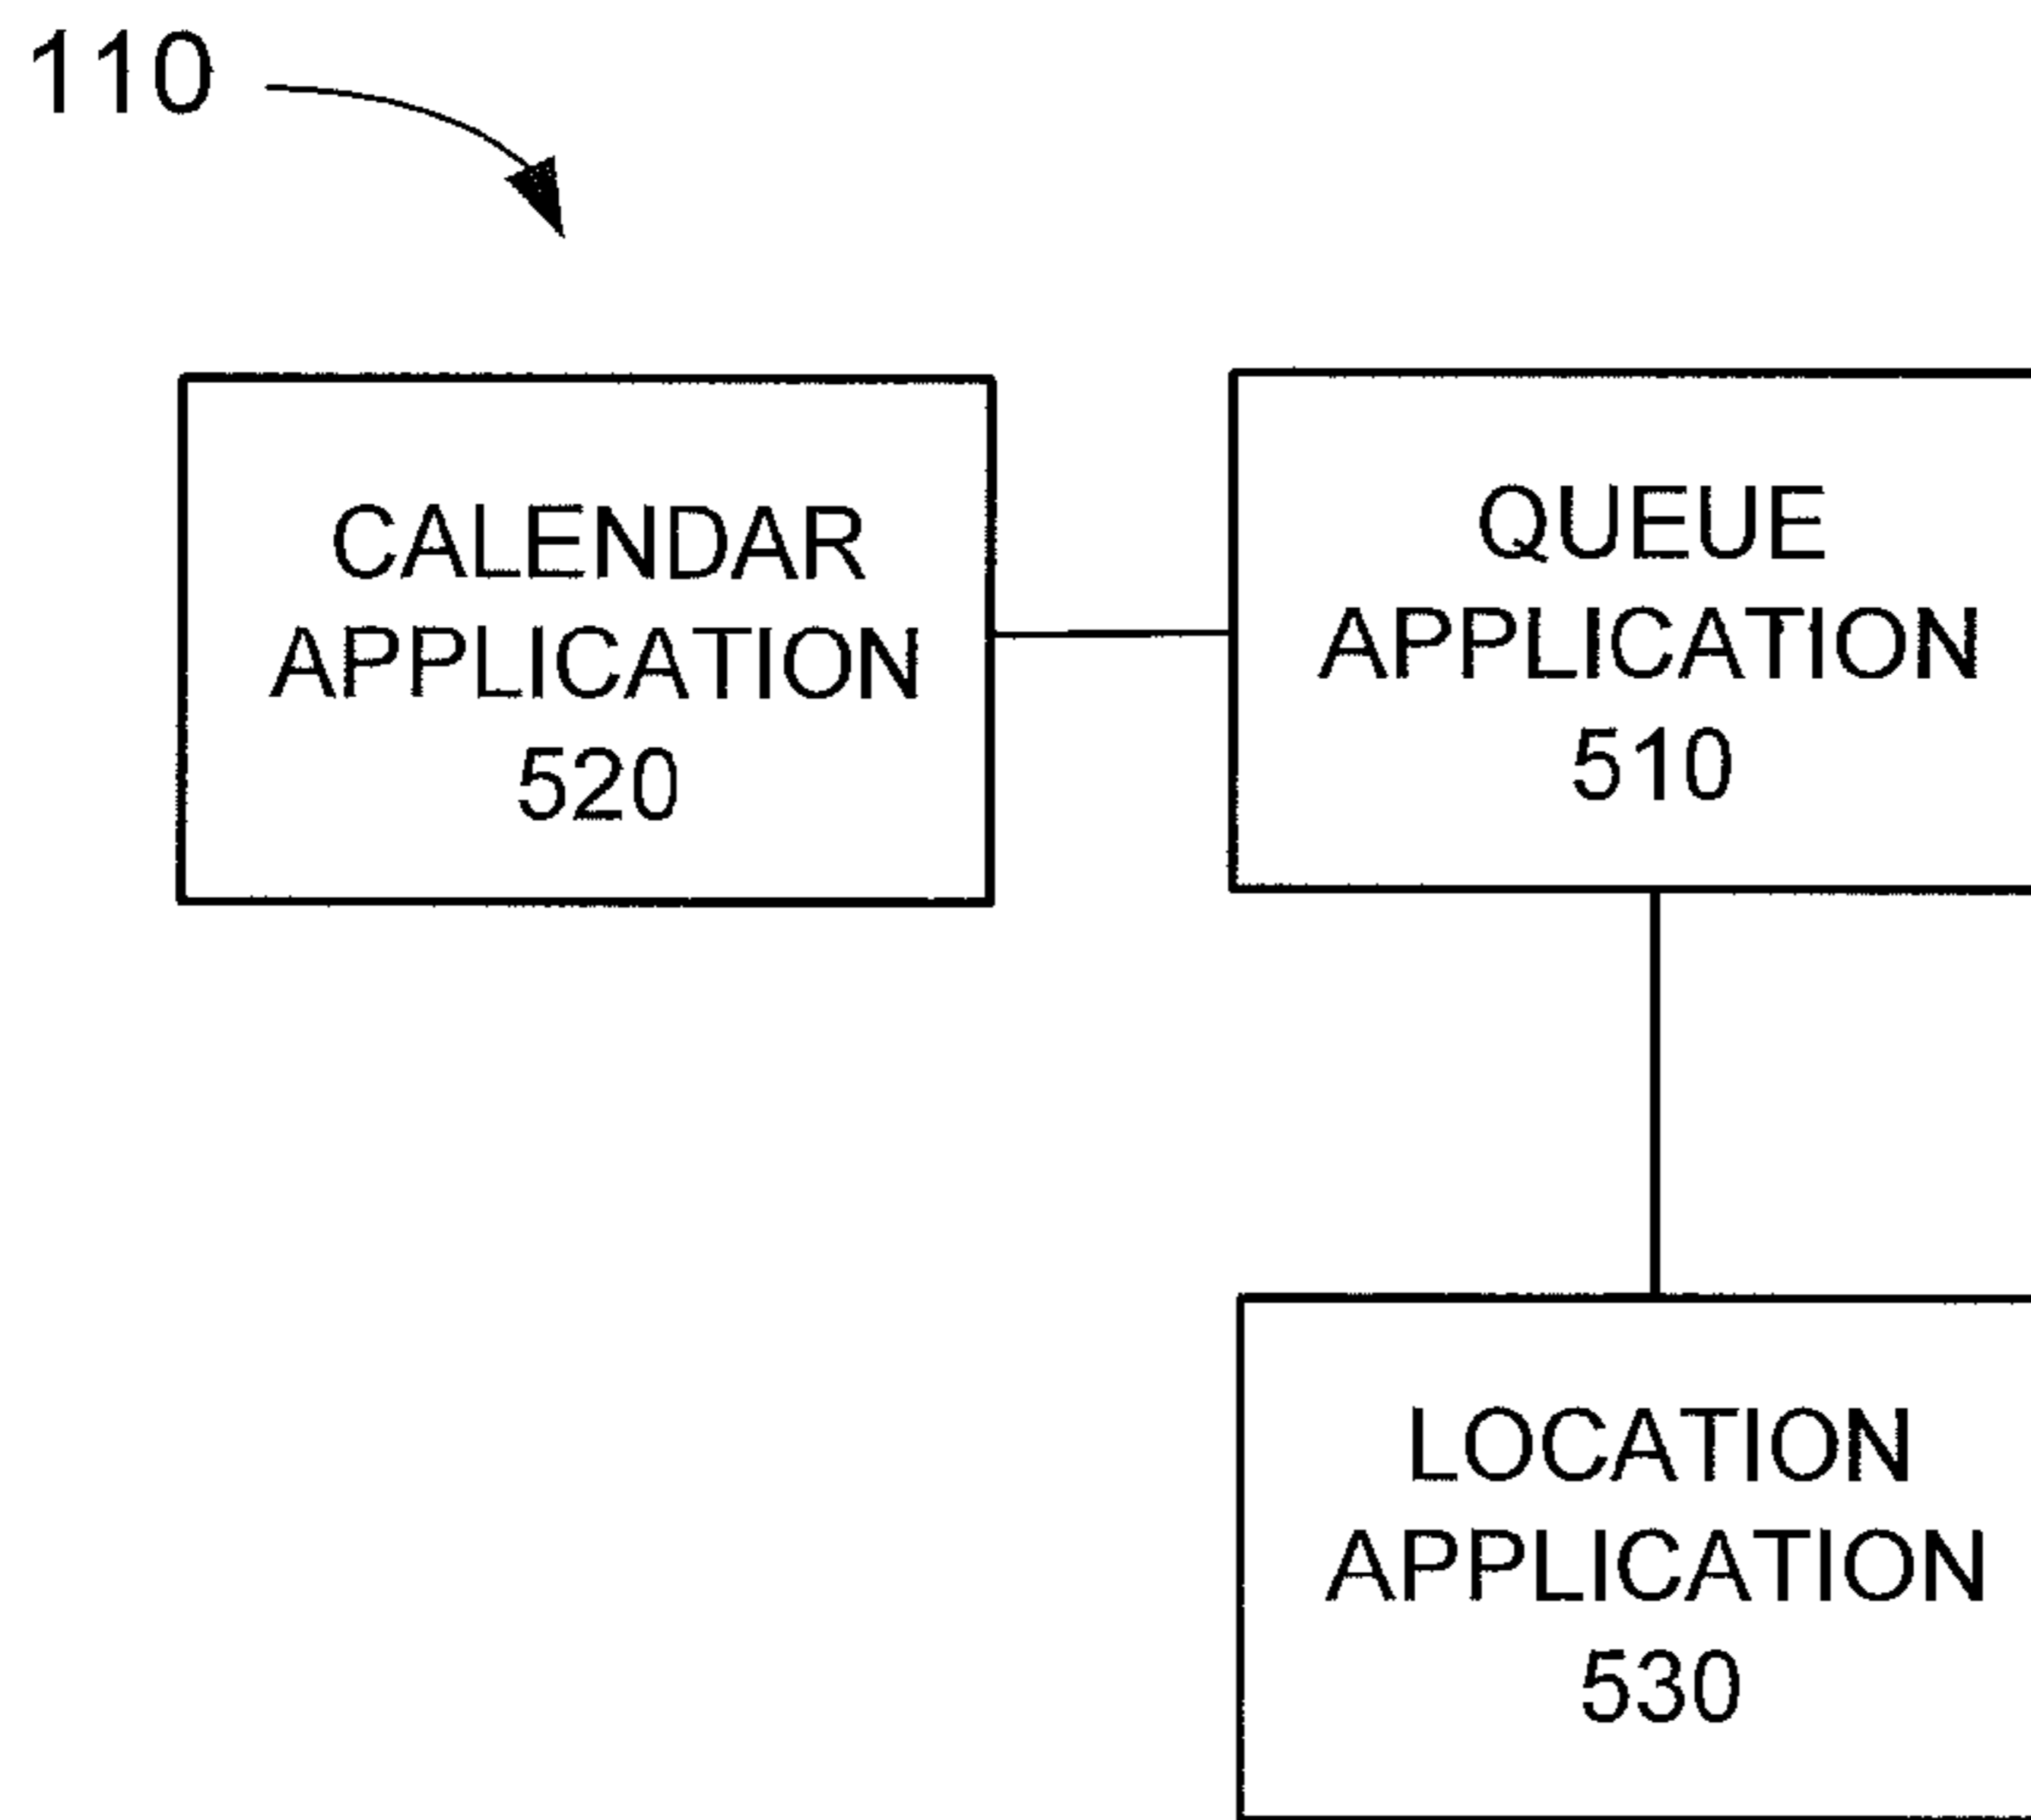 110
CALENDAR
APPLICATION
520
QUEUE
APPLICATION
510
LOCATION
APPLICATION
530